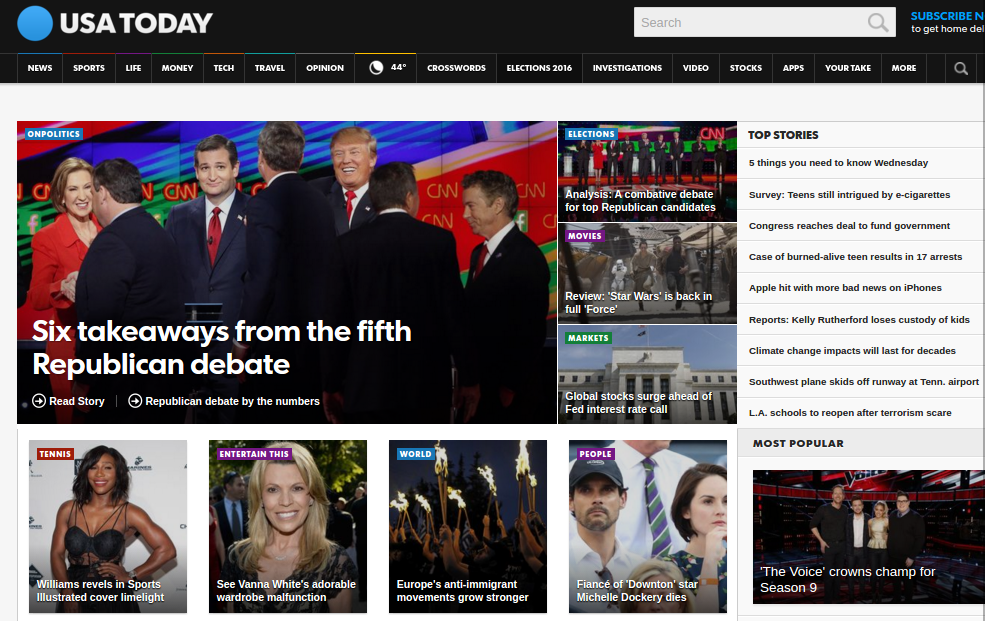 USA TODAY
Search
SUBSCRIBE N
to get home del
NEWS SPORTS LIFE MONEY TECH TRAVEL OPINION 44° CROSSWORDS ELECTIONS 2016 INVESTIGATIONS VIDEO STOCKS APPS YOUR TAKE MORE
ONPOLITICS
CNN
CNN
CNN
CNN
Six takeaways from the fifth
Republican debate
Read Story
Republican debate by the numbers
ELECTIONS
CNN
Analysis: A combative debate
for top Republican candidates
MOVIES
Review: 'Star Wars' is back in
full 'Force'
MARKETS
Global stocks surge ahead of
Fed interest rate call
TOP STORIES
5 things you need to know Wednesday
Survey: Teens still intrigued by e-cigarettes
Congress reaches deal to fund government
Case of burned-alive teen results in 17 arrests
Apple hit with more bad news on iPhones
Reports: Kelly Rutherford loses custody of kids
Climate change impacts will last for decades
Southwest plane skids off runway at Tenn. airport
L.A. schools to reopen after terrorism scare
TENNIS
Williams revels in Sports
Illustrated cover limelight
ENTERTAIN THIS
See Vanna White's adorable
wardrobe malfunction
WORLD
Europe's anti-immigrant
movements grow stronger
PEOPLE
Fiancé of 'Downton' star
Michelle Dockery dies
MOST POPULAR
'The Voice' crowns champ for
Season 9